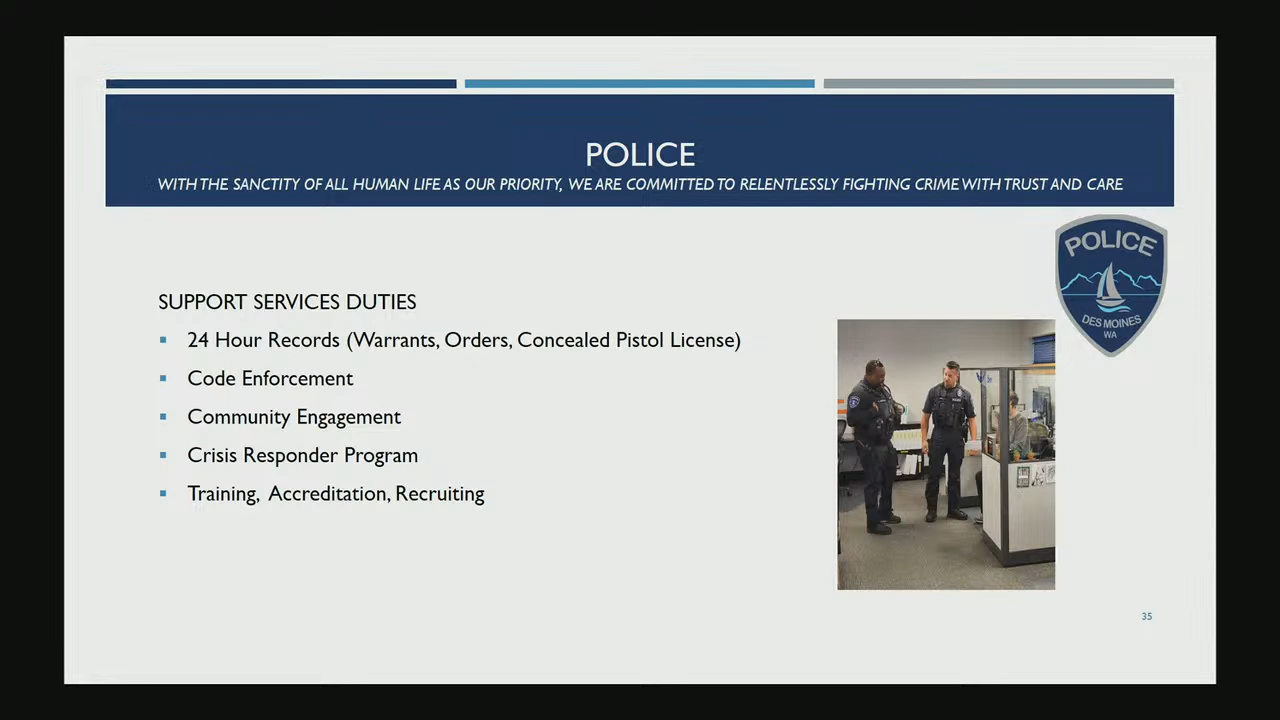 POLICE
WITH THE SANCTITY OF ALL HUMAN LIFE AS OUR PRIORITY, WE ARE COMMITTED TO RELENTLESSLY FIGHTING CRIME WITH TRUST AND CARE
POLICE
DES MOINES
WA
SUPPORT SERVICES DUTIES
24 Hour Records (Warrants, Orders, Concealed Pistol License)
Code Enforcement
Community Engagement
Crisis Responder Program
Training, Accreditation, Recruiting
35